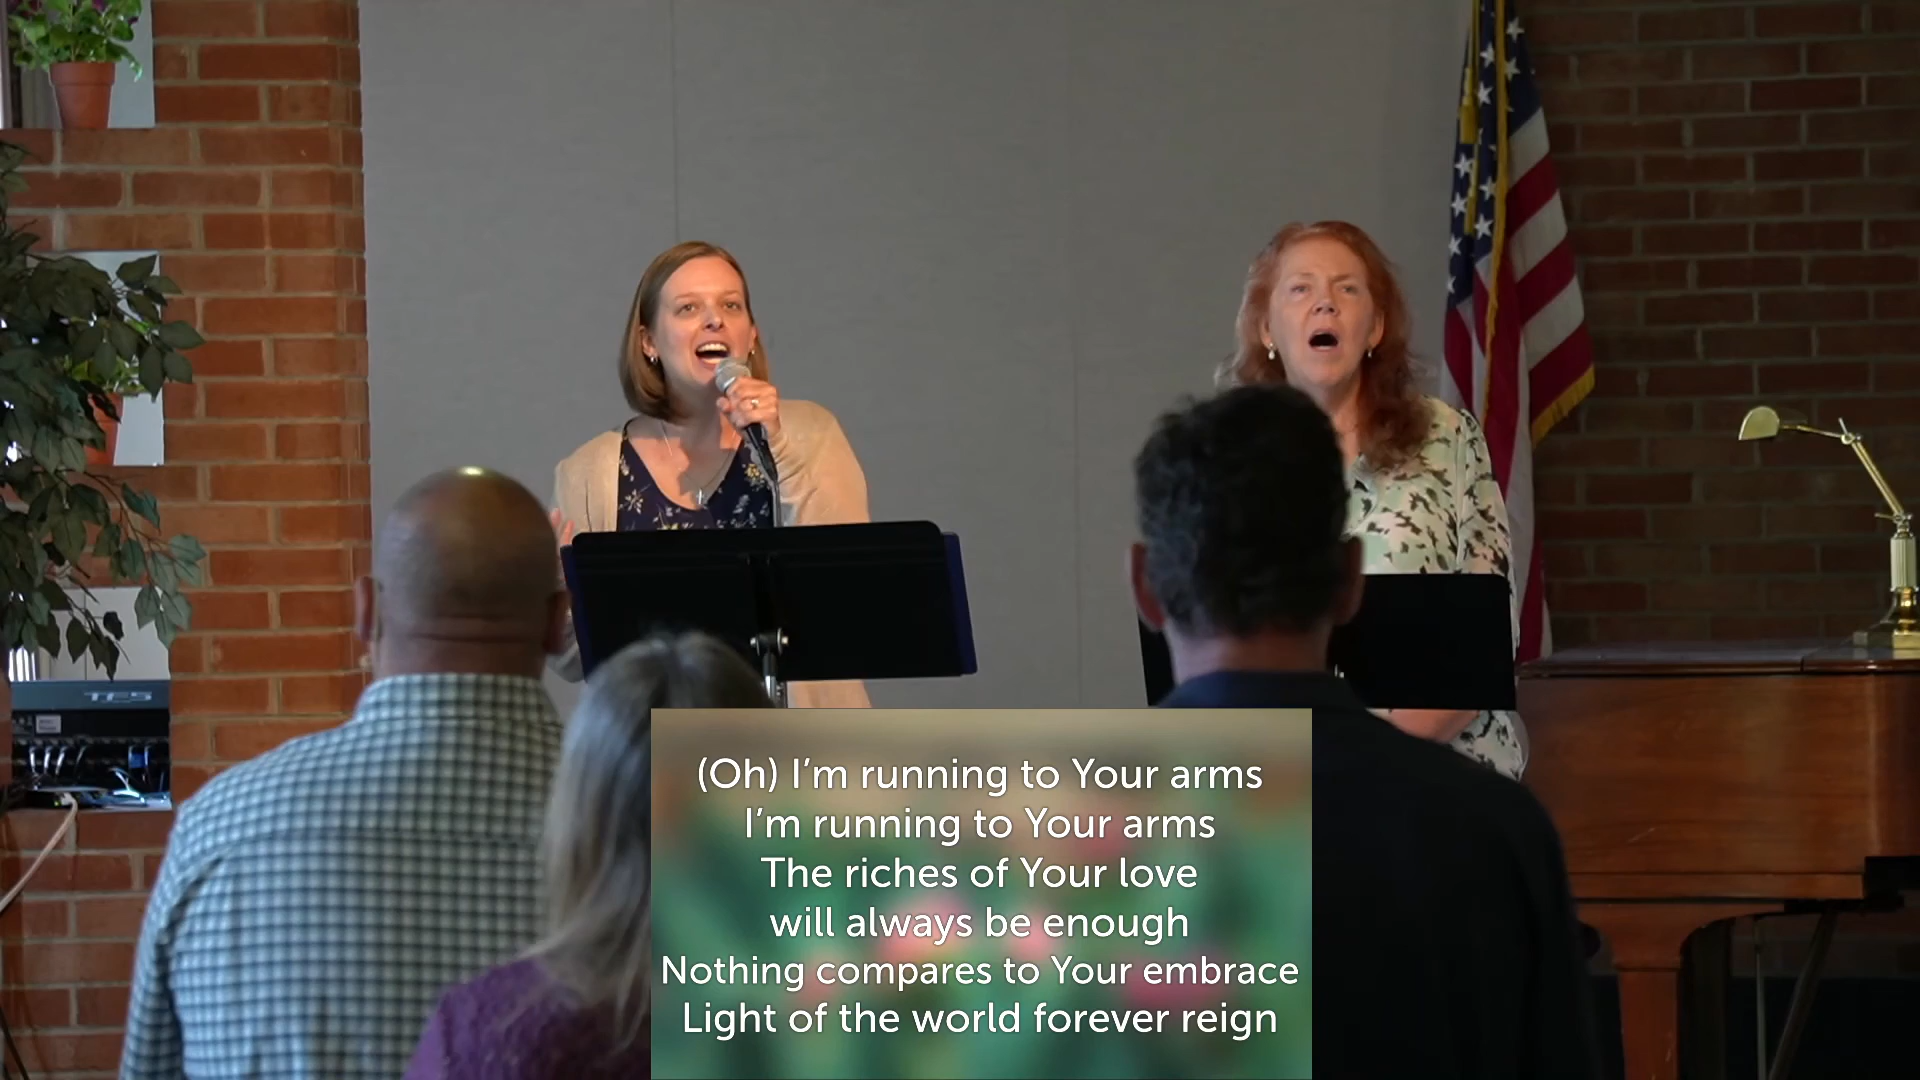 (Oh) I'm running to Your arms
I'm running to Your arms
The riches of Your love
will always be enough
Nothing compares to Your embrace
Light of the world forever reign